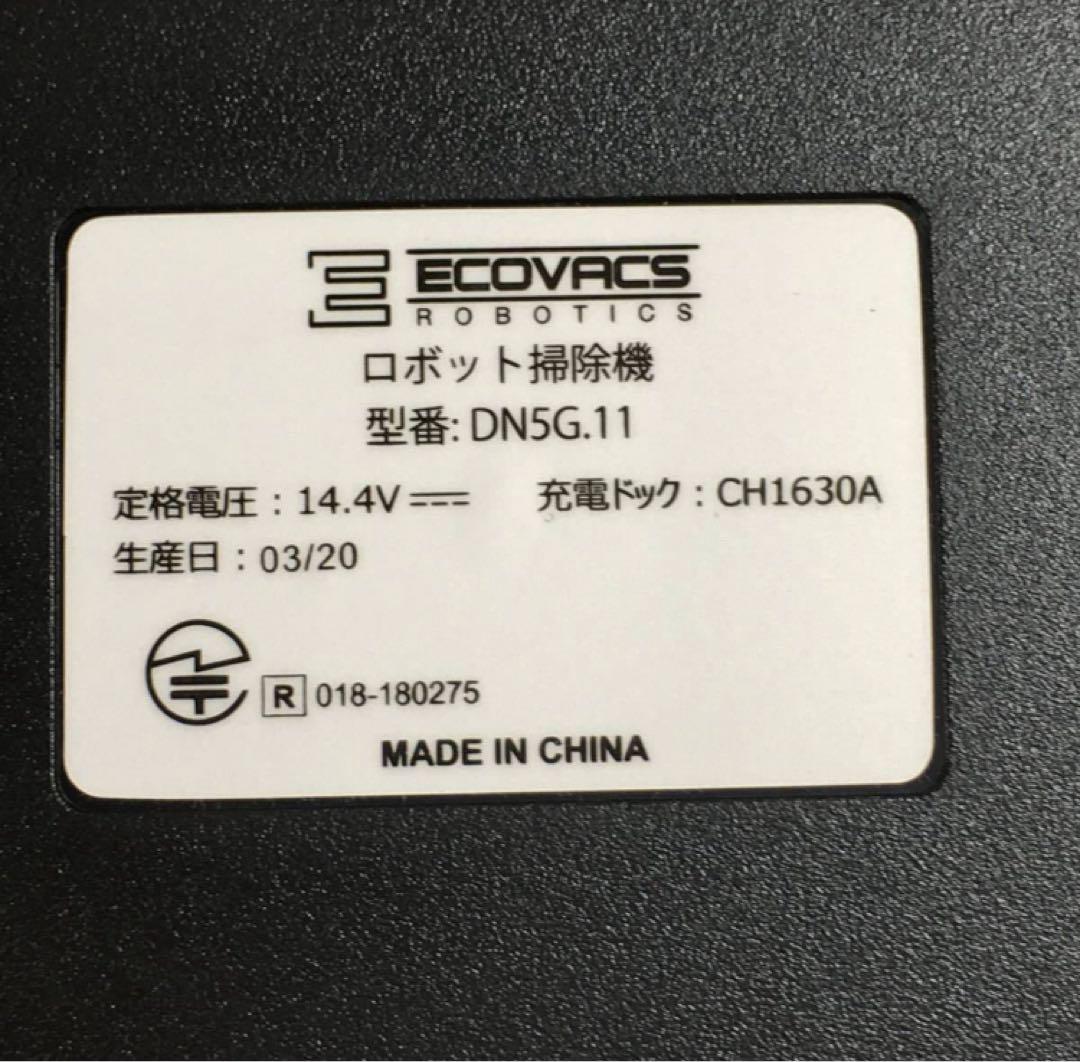 ECOVACS
ROBOTICS
ロボット掃除機
型番: DN5G.11
定格電圧：14.4V 充電ドック：CH1630A
生産日：03/20
R 018-180275
MADE IN CHINA